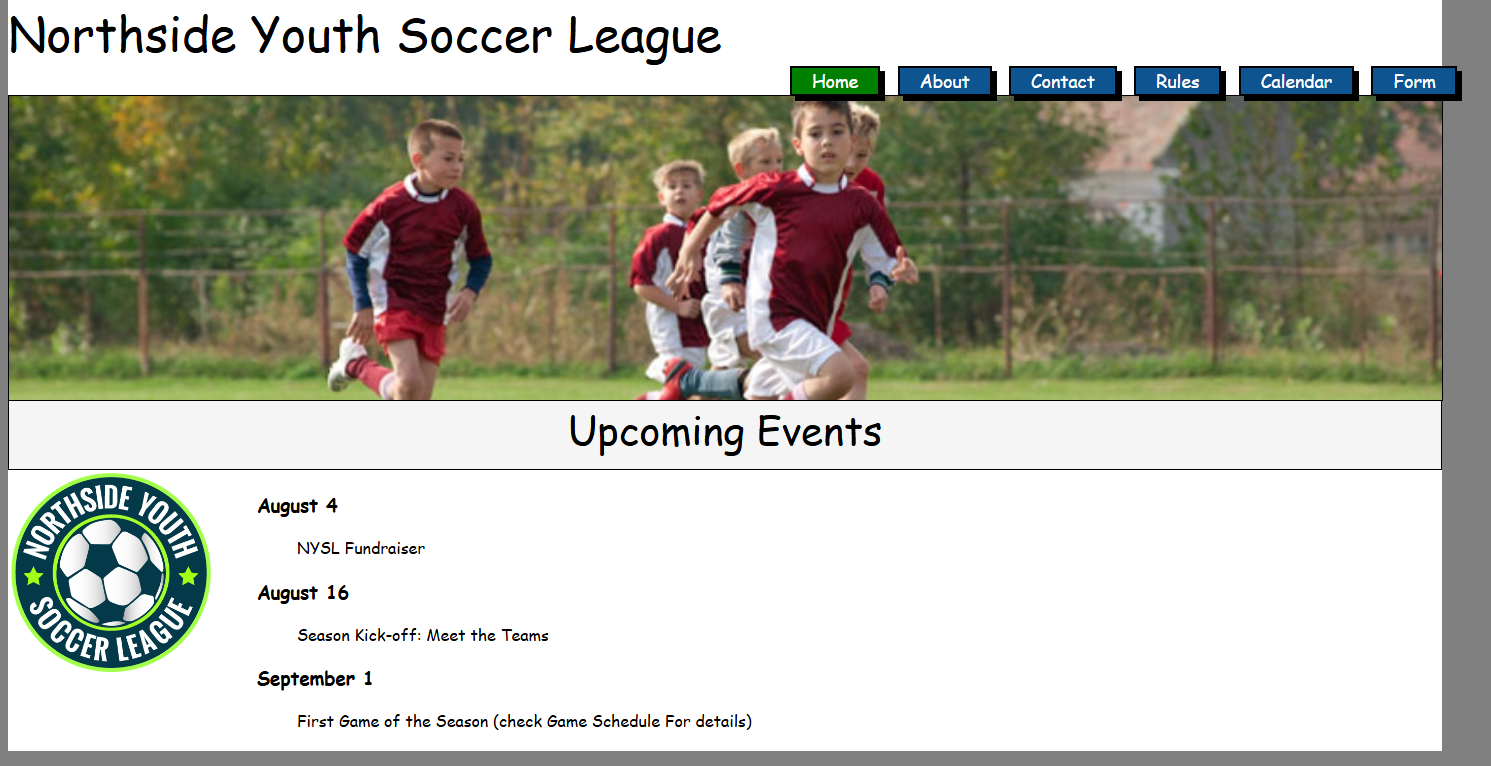 Northside Youth Soccer League
Home About Contact Rules Calendar Form
Upcoming Events
NORTHSIDE YOUTH
SOCCER LEAGUE
August 4
NYSL Fundraiser
August 16
Season Kick-off: Meet the Teams
September 1
First Game of the Season (check Game Schedule For details)